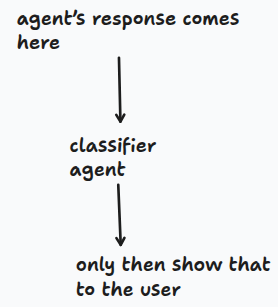 agent's response comes
here
classifier
agent
only then show that
to the user